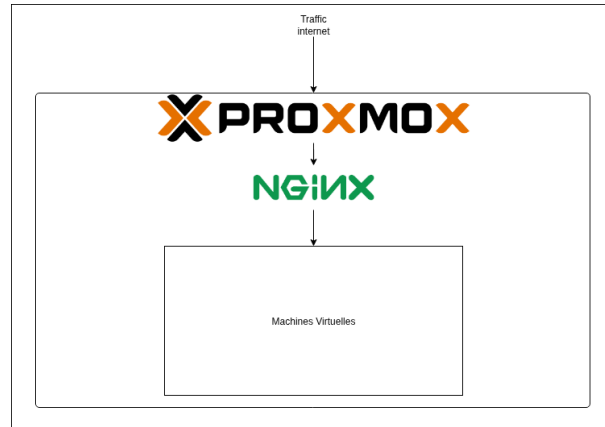 Traffic
internet
PROXMOX
NGiNX
Machines Virtuelles